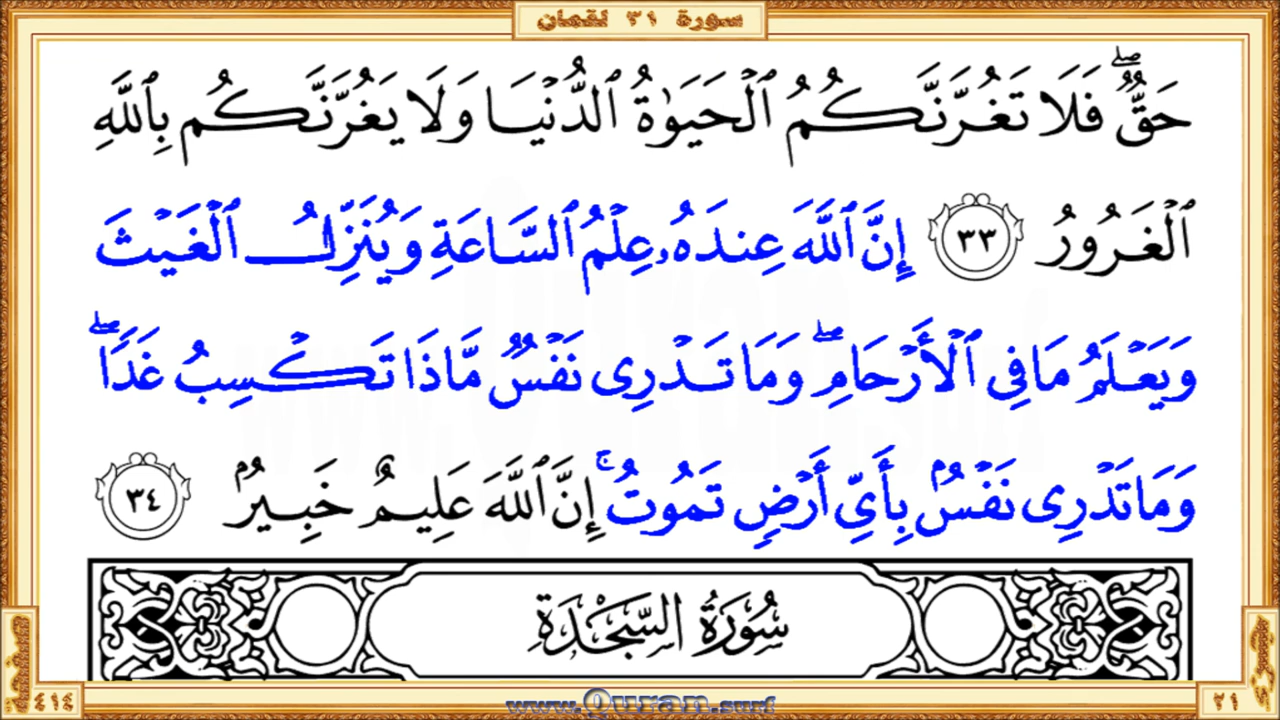 سورة ٣١ لقمان
حَقٌّۖ فَلَا تَغُرَّنَّكُمُ ٱلْحَيَوٰةُ ٱلدُّنْيَا وَلَا يَغُرَّنَّكُم بِٱللَّهِ
ٱلْغَرُورُ ٣٣ إِنَّ ٱللَّهَ عِندَهُۥ عِلْمُ ٱلسَّاعَةِ وَيُنَزِّلُ ٱلْغَيْثَ
وَيَعْلَمُ مَا فِى ٱلْأَرْحَامِۖ وَمَا تَدْرِى نَفْسٌ مَّاذَا تَكْسِبُ غَدًاۖ
وَمَا تَدْرِى نَفْسٌۢ بِأَىِّ أَرْضٍ تَمُوتُۚ إِنَّ ٱللَّهَ عَلِيمٌ خَبِيرٌۢ ٣٤
سُورَةُ السَّجْدَةِ
٢١
٤١٤
www.Quran.surf